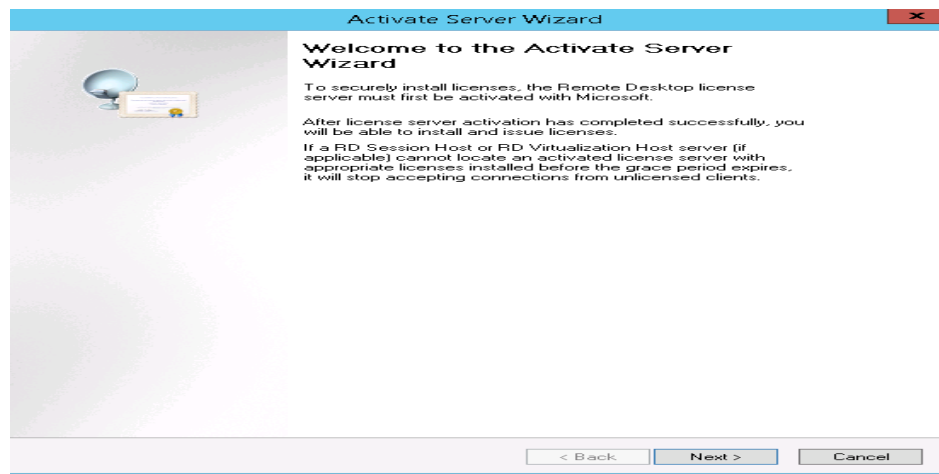 Activate Server Wizard
Welcome to the Activate Server
Wizard
To securely install licenses, the Remote Desktop license
server must first be activated with Microsoft.
After license server activation has completed successfully, you
will be able to install and issue licenses.
If a RD Session Host or RD Virtualization Host server (if
applicable) cannot locate an activated license server with
appropriate licenses installed before the grace period expires,
it will stop accepting connections from unlicensed clients.
< Back Next > Cancel